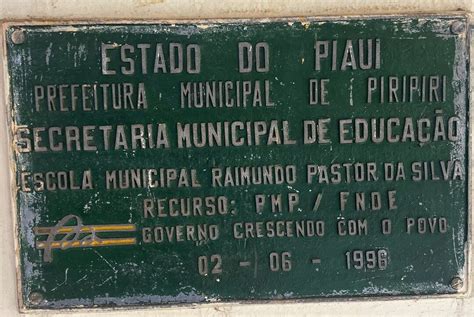 ESTADO DO PIAUI
PREFEITURA MUNICIPAL DE PIRIPIRI
SECRETARIA MUNICIPAL DE EDUCAÇÃO
ESCOLA MUNICIPAL RAIMUNDO PASTOR DA SILVA
RECURSO: PMP / FNDE
GOVERNO CRESCENDO COM O POVO
02 - 06 - 1996